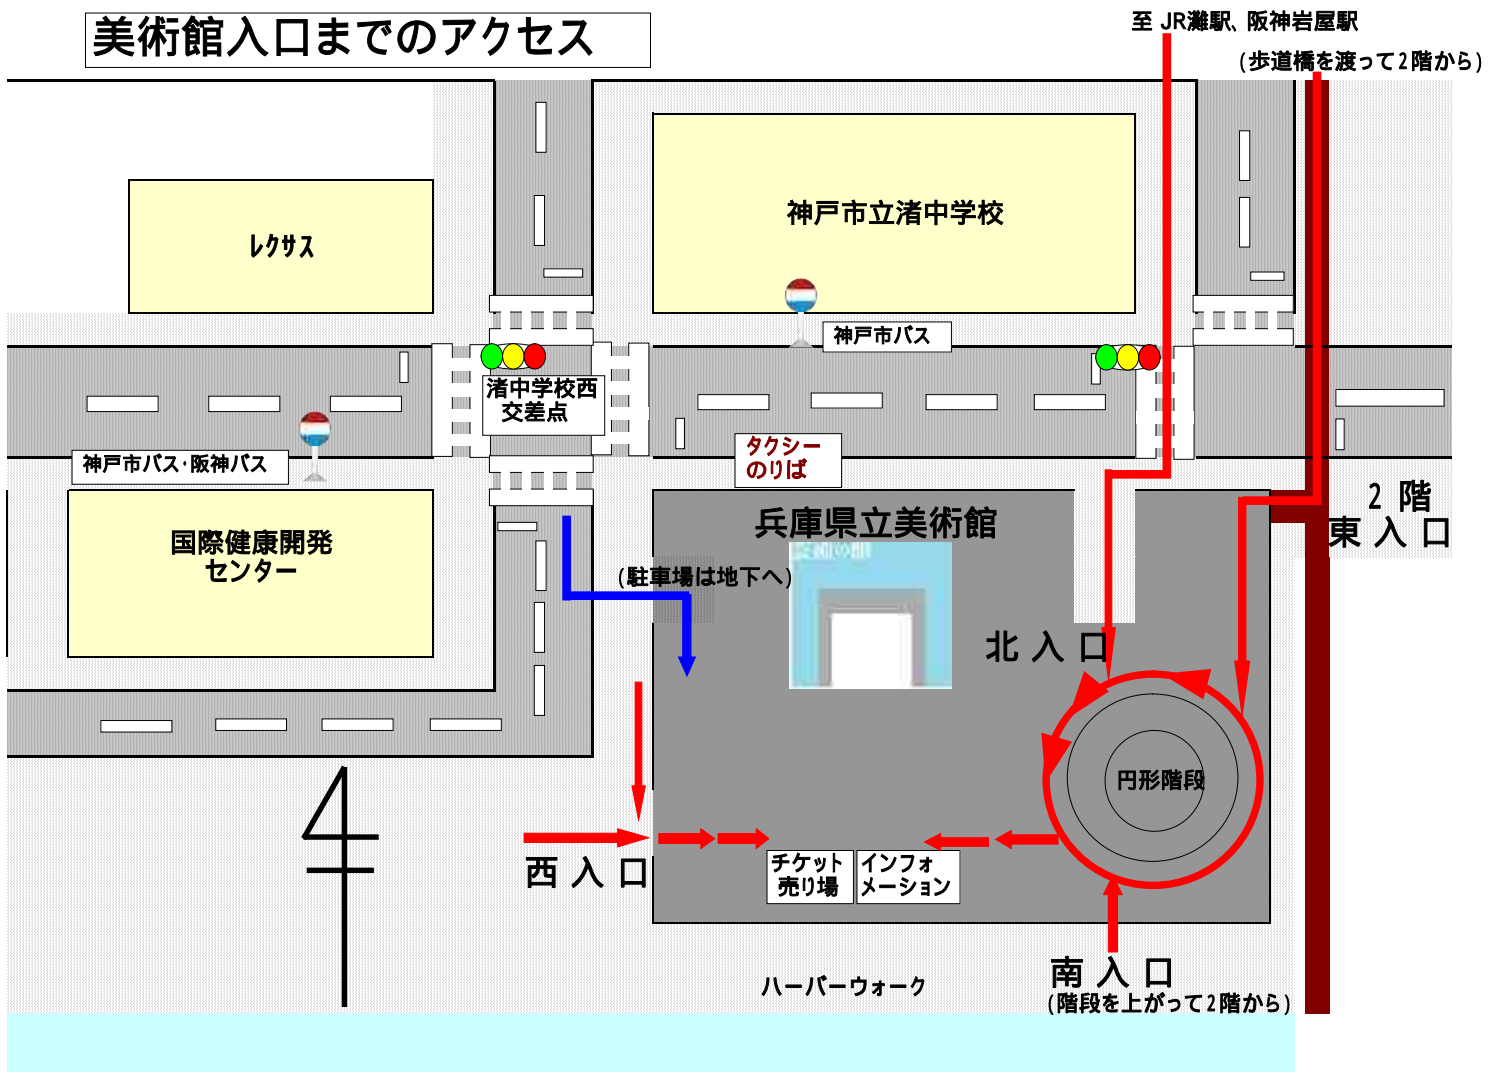 美術館入口までのアクセス
至 JR灘駅、阪神岩屋駅
(歩道橋を渡って2階から)
レクサス
神戸市立渚中学校
神戸市バス
渚中学校西
交差点
神戸市バス・阪神バス
タクシー
のりば
2 階
東 入 口
兵庫県立美術館
国際健康開発
センター
(駐車場は地下へ)
北 入 口
円形階段
西 入 口
チケット
売り場
インフォ
メーション
南 入 口
(階段を上がって2階から)
ハーバーウォーク